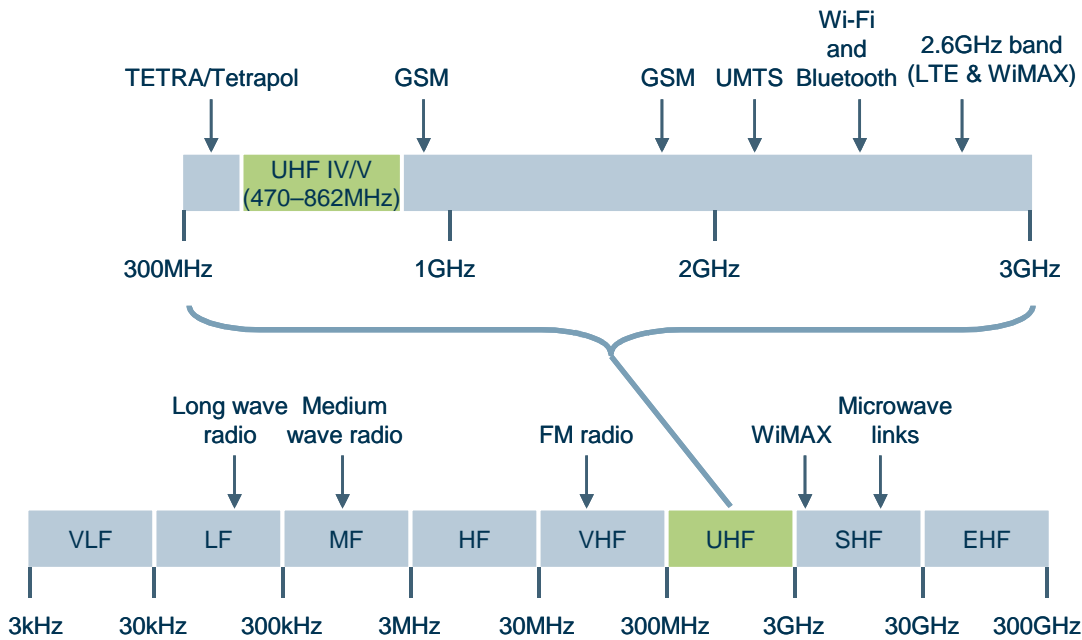 Wi-Fi
and
Bluetooth
2.6GHz band
(LTE & WiMAX)
TETRA/Tetrapol
GSM
GSM
UMTS
UHF IV/V
(470–862MHz)
300MHz
1GHz
2GHz
3GHz
Long wave
radio
Medium
wave radio
FM radio
WiMAX
Microwave
links
VLF
LF
MF
HF
VHF
UHF
SHF
EHF
3kHz
30kHz
300kHz
3MHz
30MHz
300MHz
3GHz
30GHz
300GHz